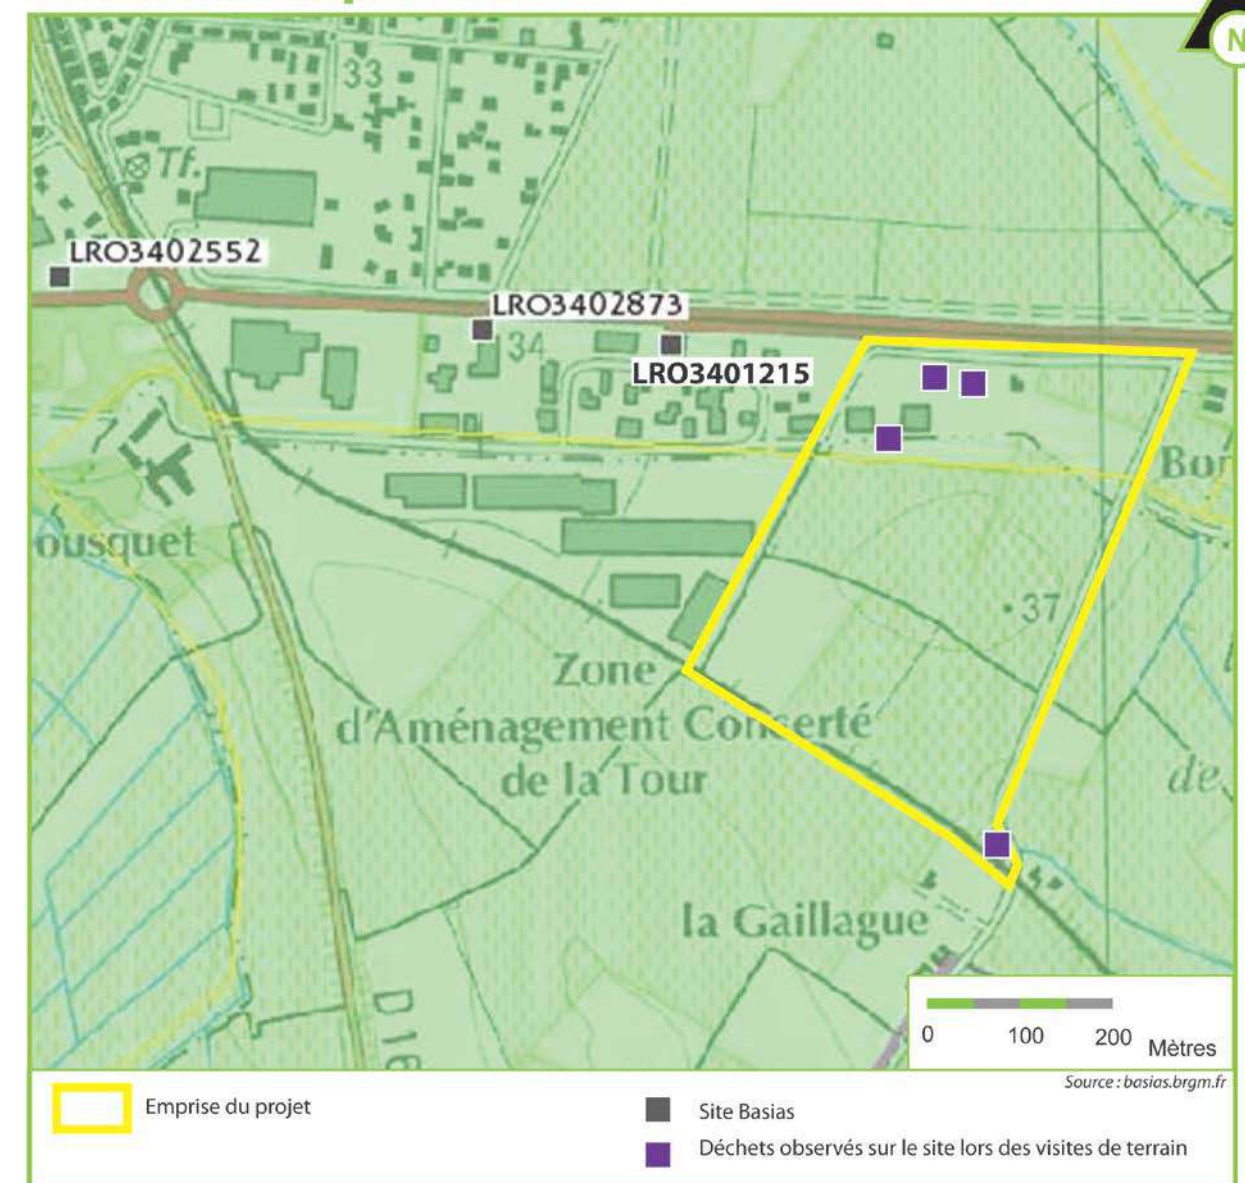 N
33
Tf.
LRO3402552
LRO3402873
34
LRO3401215
Bor
ousquet
37
Zone
d'Aménagement Concerté
de la Tour
de
la Gaillague
D16
0 100 200 Mètres
Source : basias.brgm.fr
Emprise du projet
Site Basias
Déchets observés sur le site lors des visites de terrain